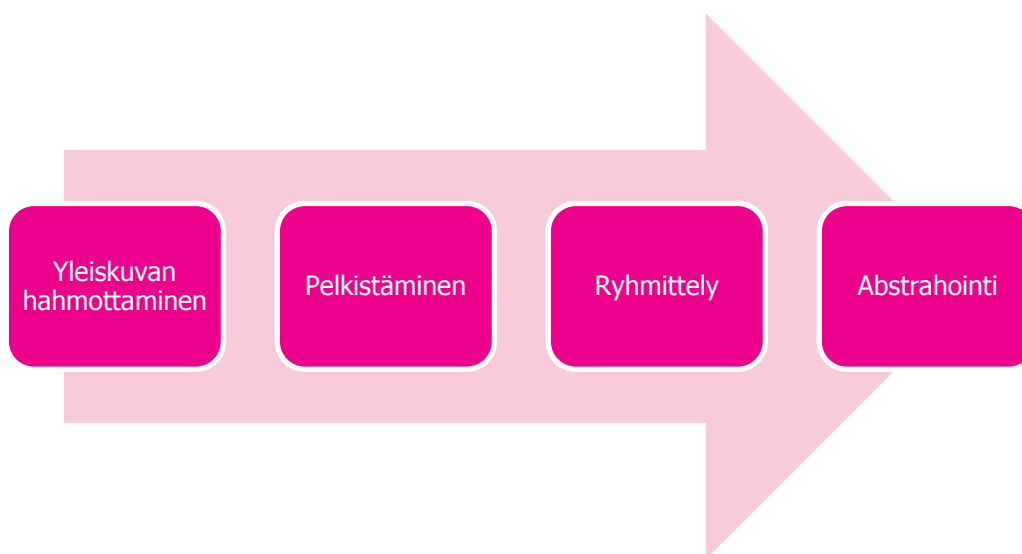 Yleiskuvan
hahmottaminen
Pelkistäminen
Ryhmittely
Abstrahointi